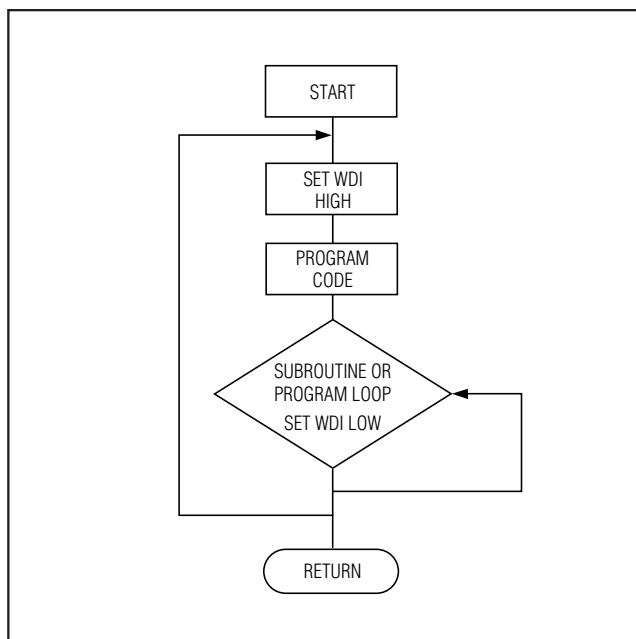 START
SET WDI
HIGH
PROGRAM
CODE
SUBROUTINE OR
PROGRAM LOOP
SET WDI LOW
RETURN